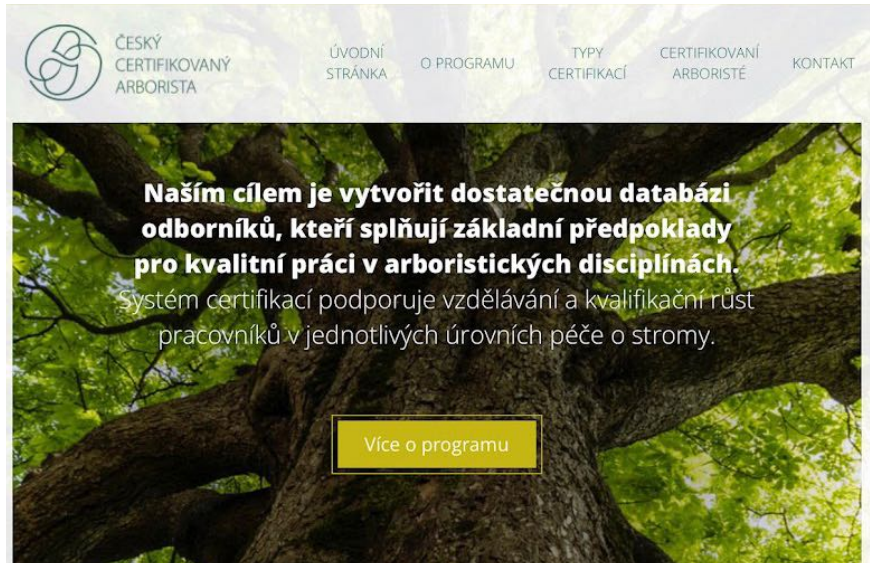 ČESKÝ
CERTIFIKOVANÝ
ARBORISTA
ÚVODNÍ
STRÁNKA
O PROGRAMU
TYPY
CERTIFIKACÍ
CERTIFIKOVANÍ
ARBORISTÉ
KONTAKT
Naším cílem je vytvořit dostatečnou databázi
odborníků, kteří splňují základní předpoklady
pro kvalitní práci v arboristických disciplínách.
Systém certifikací podporuje vzdělávání a kvalifikační růst
pracovníků v jednotlivých úrovních péče o stromy.
Více o programu